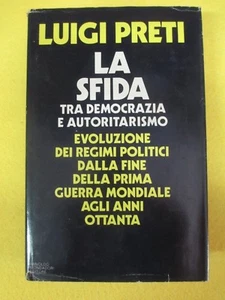 LUIGI PRETI
LA
SFIDA
TRA DEMOCRAZIA
E AUTORITARISMO
EVOLUZIONE
DEI REGIMI POLITICI
DALLA FINE
DELLA PRIMA
GUERRA MONDIALE
AGLI ANNI
OTTANTA